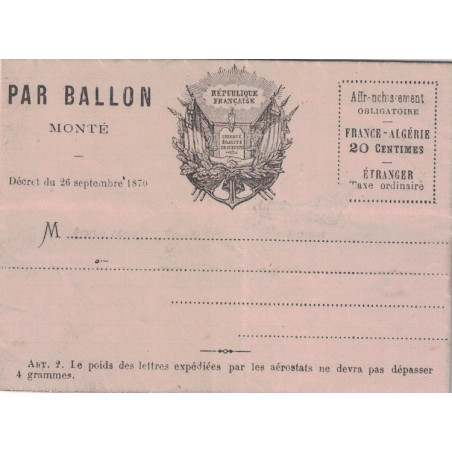 PAR BALLON
MONTÉ
Décret du 26 septembre 1870
RÉPUBLIQUE
FRANÇAISE
LIBERTÉ
ÉGALITÉ
FRATERNITÉ
Affranchissement
OBLIGATOIRE
FRANCE-ALGÉRIE
20 CENTIMES
ÉTRANGER
Taxe ordinaire
M
ART. 2. Le poids des lettres expédiées par les aérostats ne devra pas dépasser
4 grammes.